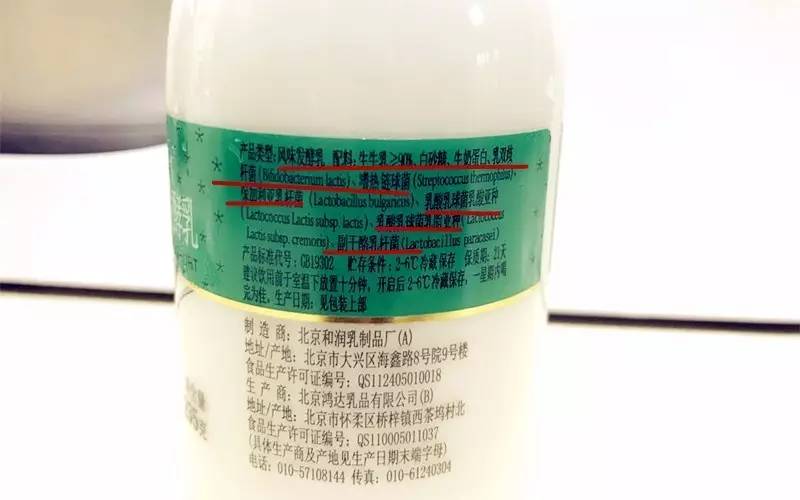 产品类型:风味发酵乳 配料:生牛乳≥90%、白砂糖、牛奶蛋白、乳双歧
杆菌(Bifidobacterium lactis)、嗜热链球菌(Streptococcus thermophilus)、
保加利亚乳杆菌(Lactobacillus bulgaricus)、乳酸乳球菌乳酸亚种
(Lactococcus Lactis subsp. lactis)、乳酸乳球菌乳脂亚种(Lactococcus
Lactis subsp. cremoris)、副干酪乳杆菌(Lactobacillus paracasei)
产品标准代号:GB19302 贮存条件:2-6℃冷藏保存 保质期:21天
建议饮用前于室温下放置十分钟,开启后2-6℃冷藏保存,一星期内喝
完为佳,生产日期:见包装上部
酵乳
制造商:北京和润乳制品厂(A)
地址/产地:北京市大兴区海鑫路8号院9号楼
食品生产许可证编号:QS112405010018
生产商:北京鸿达乳品有限公司(B)
地址/产地:北京市怀柔区桥梓镇西茶坞村北
食品生产许可证编号:QS110005011037
(具体生产商及产地见生产日期末端字母)
电话:010-57108144 传真:010-61240304